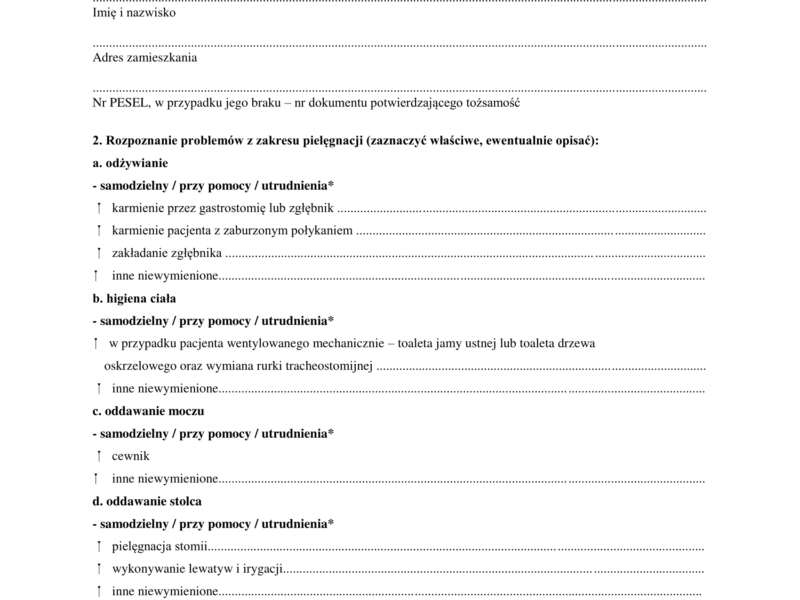 Imię i nazwisko
................................................................................
Adres zamieszkania
................................................................................
Nr PESEL, w przypadku jego braku – nr dokumentu potwierdzającego tożsamość
2. Rozpoznanie problemów z zakresu pielęgnacji (zaznaczyć właściwe, ewentualnie opisać):
a. odżywianie
- samodzielny / przy pomocy / utrudnienia*
↑ karmienie przez gastrostomię lub zgłębnik ................................................................................
↑ karmienie pacjenta z zaburzonym połykaniem ................................................................................
↑ zakładanie zgłębnika ................................................................................
↑ inne niewymienione................................................................................
b. higiena ciała
- samodzielny / przy pomocy / utrudnienia*
↑ w przypadku pacjenta wentylowanego mechanicznie – toaleta jamy ustnej lub toaleta drzewa
oskrzelowego oraz wymiana rurki tracheostomijnej ................................................................................
↑ inne niewymienione................................................................................
c. oddawanie moczu
- samodzielny / przy pomocy / utrudnienia*
↑ cewnik
↑ inne niewymienione................................................................................
d. oddawanie stolca
- samodzielny / przy pomocy / utrudnienia*
↑ pielęgnacja stomii................................................................................
↑ wykonywanie lewatyw i irygacji................................................................................
↑ inne niewymienione................................................................................